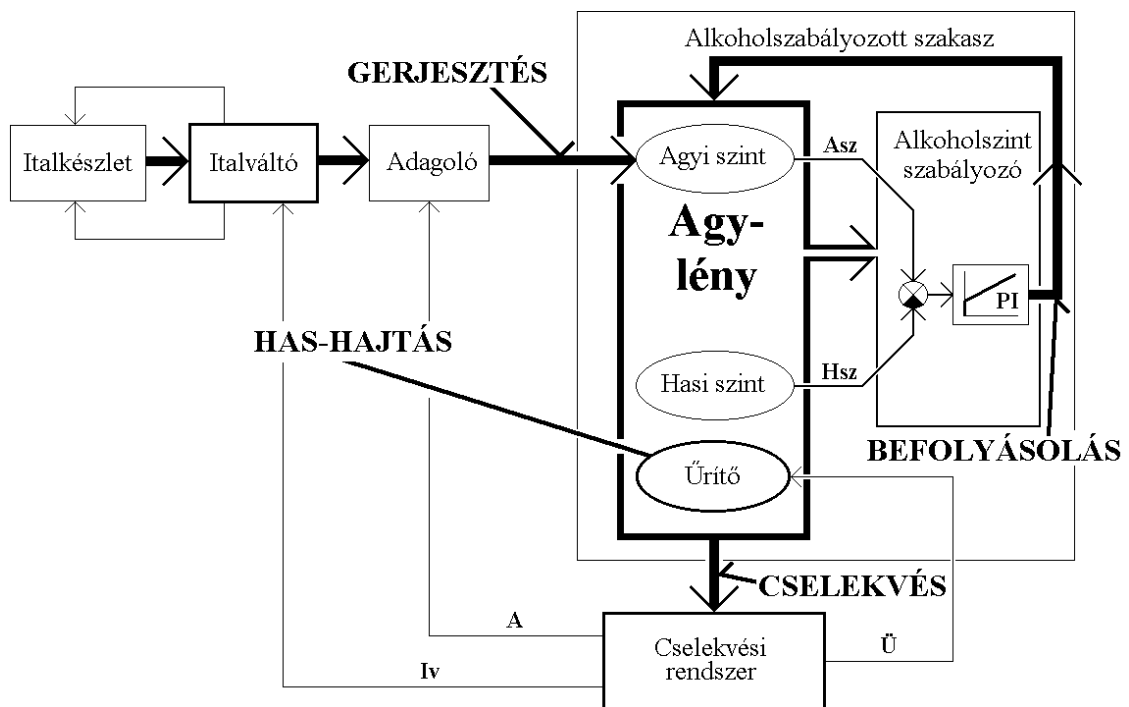 Alkoholszabályozott szakasz
GERJESZTÉS
Italkészlet
Italváltó
Adagoló
Agyi szint
Asz
Alkoholszint
szabályozó
Agy-
lény
PI
HAS-HAJTÁS
Hasi szint
Hsz
BEFOLYÁSOLÁS
Űrítő
CSELEKVÉS
A
Cselekvési
rendszer
Ü
Iv